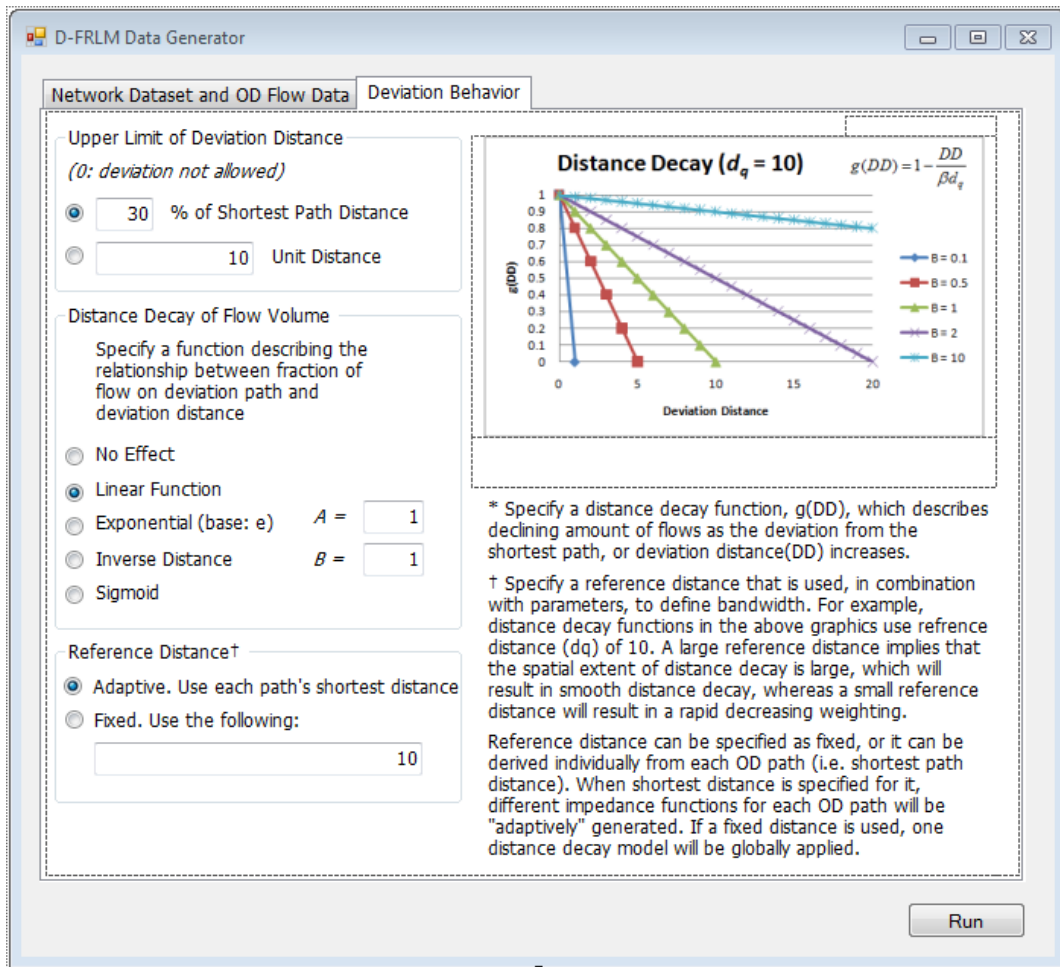 D-FRLM Data Generator
Network Dataset and OD Flow Data
Deviation Behavior
Upper Limit of Deviation Distance
(0: deviation not allowed)
30 % of Shortest Path Distance
10 Unit Distance
Distance Decay of Flow Volume
Specify a function describing the
relationship between fraction of
flow on deviation path and
deviation distance
No Effect
Linear Function
Exponential (base: e)
Inverse Distance
Sigmoid
A = 1
B = 1
Reference Distance†
Adaptive. Use each path's shortest distance
Fixed. Use the following:
10
Distance Decay (d_q = 10)
g(DD) = 1 - DD / βd_q
g(DD)
1
0.9
0.8
0.7
0.6
0.5
0.4
0.3
0.2
0.1
0
0 5 10 15 20
Deviation Distance
B = 0.1
B = 0.5
B = 1
B = 2
B = 10
* Specify a distance decay function, g(DD), which describes
declining amount of flows as the deviation from the
shortest path, or deviation distance(DD) increases.
† Specify a reference distance that is used, in combination
with parameters, to define bandwidth. For example,
distance decay functions in the above graphics use refrence
distance (dq) of 10. A large reference distance implies that
the spatial extent of distance decay is large, which will
result in smooth distance decay, whereas a small reference
distance will result in a rapid decreasing weighting.
Reference distance can be specified as fixed, or it can be
derived individually from each OD path (i.e. shortest path
distance). When shortest distance is specified for it,
different impedance functions for each OD path will be
"adaptively" generated. If a fixed distance is used, one
distance decay model will be globally applied.
Run